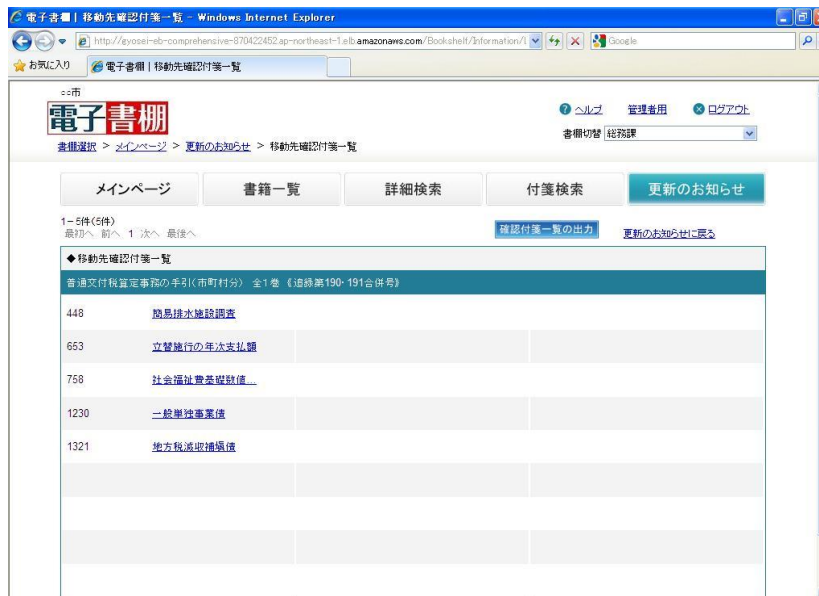 電子書棚 | 移動先確認付箋一覧 - Windows Internet Explorer
http://gyosei-eb-comprehensive-870422452.ap-northeast-1.elb.amazonaws.com/Bookshelf/Information/I
Google
お気に入り
電子書棚 | 移動先確認付箋一覧
○○市
電子書棚
ヘルプ 管理者用 ログアウト
書棚切替 総務課
書棚選択 > メインページ > 更新のお知らせ > 移動先確認付箋一覧
メインページ 書籍一覧 詳細検索 付箋検索 更新のお知らせ
1-5件(5件)
最初へ 前へ 1 次へ 最後へ
確認付箋一覧の出力 更新のお知らせに戻る
◆移動先確認付箋一覧
普通交付税算定事務の手引(市町村分) 全1巻 《追録第190・191合併号》
448 簡易排水施設調査
653 立替施行の年次支払額
758 社会福祉費基礎数値...
1230 一般単独事業債
1321 地方税減収補塡債